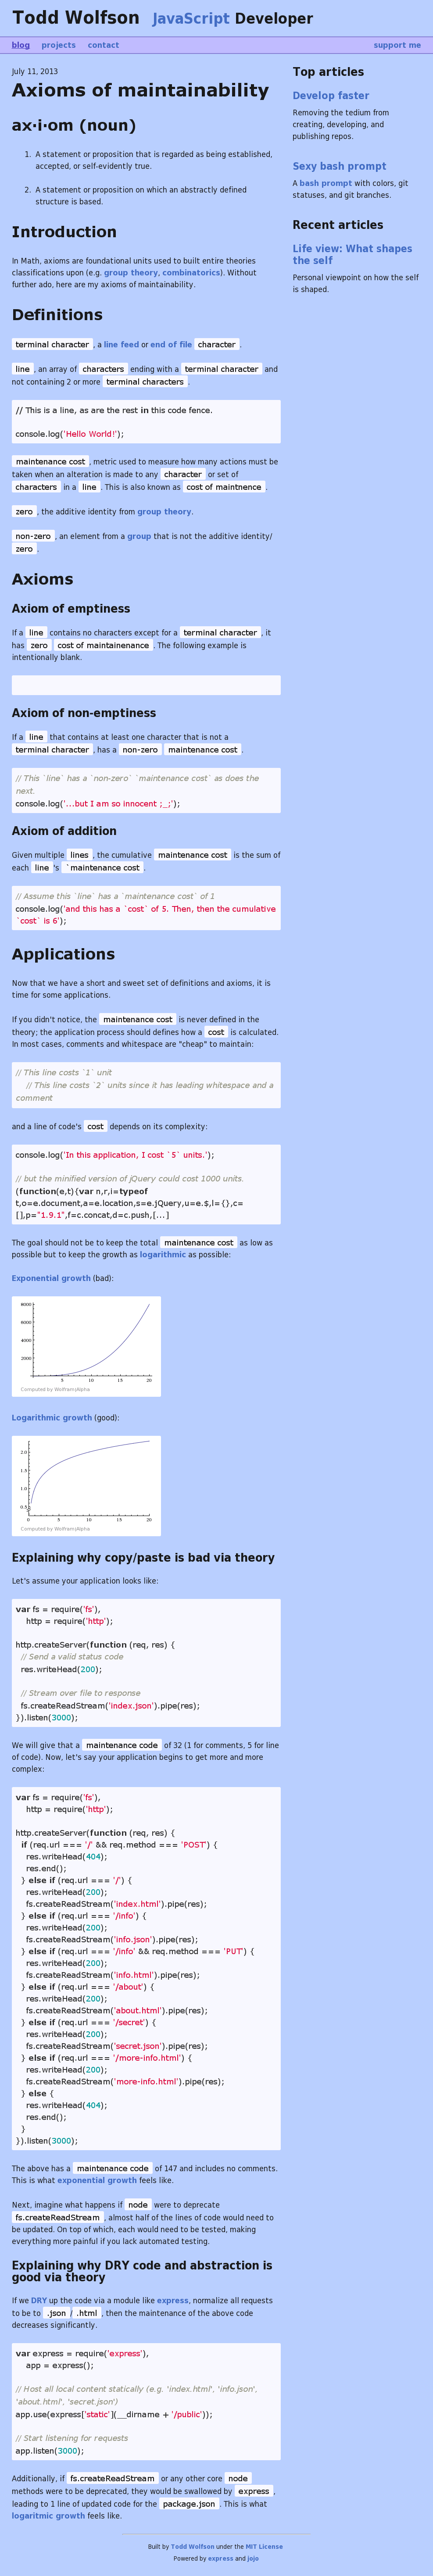 Todd Wolfson JavaScript Developer
blog projects contact support me
July 11, 2013
Axioms of maintainability
ax·i·om (noun)
1. A statement or proposition that is regarded as being established,
accepted, or self-evidently true.
2. A statement or proposition on which an abstractly defined
structure is based.
Introduction
In Math, axioms are foundational units used to built entire theories
classifications upon (e.g. group theory, combinatorics). Without
further ado, here are my axioms of maintainability.
Definitions
terminal character, a line feed or end of file character.
line, an array of characters ending with a terminal character and
not containing 2 or more terminal characters.
// This is a line, as are the rest in this code fence.
console.log('Hello World!');
maintenance cost, metric used to measure how many actions must be
taken when an alteration is made to any character or set of
characters in a line. This is also known as cost of maintnence.
zero, the additive identity from group theory.
non-zero, an element from a group that is not the additive identity/
zero.
Axioms
Axiom of emptiness
If a line contains no characters except for a terminal character, it
has zero cost of maintainenance. The following example is
intentionally blank.
Axiom of non-emptiness
If a line that contains at least one character that is not a
terminal character, has a non-zero maintenance cost.
// This `line` has a `non-zero` `maintenance cost` as does the
next.
console.log('...but I am so innocent ;_;');
Axiom of addition
Given multiple lines, the cumulative maintenance cost is the sum of
each line's `maintenance cost.
// Assume this `line` has a `maintenance cost` of 1
console.log('and this has a `cost` of 5. Then, then the cumulative
`cost` is 6');
Applications
Now that we have a short and sweet set of definitions and axioms, it is
time for some applications.
If you didn't notice, the maintenance cost is never defined in the
theory; the application process should defines how a cost is calculated.
In most cases, comments and whitespace are "cheap" to maintain:
// This line costs `1` unit
// This line costs `2` units since it has leading whitespace and a
comment
and a line of code's cost depends on its complexity:
console.log('In this application, I cost `5` units.');
// but the minified version of jQuery could cost 1000 units.
(function(e,t){var n,r,i=typeof
t,o=e.document,a=e.location,s=e.jQuery,u=e.$,l={},c=
[],p="1.9.1",f=c.concat,d=c.push,[...]
The goal should not be to keep the total maintenance cost as low as
possible but to keep the growth as logarithmic as possible:
Exponential growth (bad):
8000
6000
4000
2000
5 10 15 20
Computed by Wolfram|Alpha
Logarithmic growth (good):
2.0
1.5
1.0
0.5
0 5 10 15 20
Computed by Wolfram|Alpha
Explaining why copy/paste is bad via theory
Let's assume your application looks like:
var fs = require('fs'),
http = require('http');
http.createServer(function (req, res) {
// Send a valid status code
res.writeHead(200);
// Stream over file to response
fs.createReadStream('index.json').pipe(res);
}).listen(3000);
We will give that a maintenance code of 32 (1 for comments, 5 for line
of code). Now, let's say your application begins to get more and more
complex:
var fs = require('fs'),
http = require('http');
http.createServer(function (req, res) {
if (req.url === '/' && req.method === 'POST') {
res.writeHead(404);
res.end();
} else if (req.url === '/') {
res.writeHead(200);
fs.createReadStream('index.html').pipe(res);
} else if (req.url === '/info') {
res.writeHead(200);
fs.createReadStream('info.json').pipe(res);
} else if (req.url === '/info' && req.method === 'PUT') {
res.writeHead(200);
fs.createReadStream('info.html').pipe(res);
} else if (req.url === '/about') {
res.writeHead(200);
fs.createReadStream('about.html').pipe(res);
} else if (req.url === '/secret') {
res.writeHead(200);
fs.createReadStream('secret.json').pipe(res);
} else if (req.url === '/more-info.html') {
res.writeHead(200);
fs.createReadStream('more-info.html').pipe(res);
} else {
res.writeHead(404);
res.end();
}
}).listen(3000);
The above has a maintenance code of 147 and includes no comments.
This is what exponential growth feels like.
Next, imagine what happens if node were to deprecate
fs.createReadStream, almost half of the lines of code would need to
be updated. On top of which, each would need to be tested, making
everything more painful if you lack automated testing.
Explaining why DRY code and abstraction is
good via theory
If we DRY up the code via a module like express, normalize all requests
to be to .json/.html, then the maintenance of the above code
decreases significantly.
var express = require('express'),
app = express();
// Host all local content statically (e.g. 'index.html', 'info.json',
'about.html', 'secret.json')
app.use(express['static'](__dirname + '/public'));
// Start listening for requests
app.listen(3000);
Additionally, if fs.createReadStream or any other core node
methods were to be deprecated, they would be swallowed by express,
leading to 1 line of updated code for the package.json. This is what
logaritmic growth feels like.
Top articles
Develop faster
Removing the tedium from
creating, developing, and
publishing repos.
Sexy bash prompt
A bash prompt with colors, git
statuses, and git branches.
Recent articles
Life view: What shapes
the self
Personal viewpoint on how the self
is shaped.
Built by Todd Wolfson under the MIT License
Powered by express and jojo